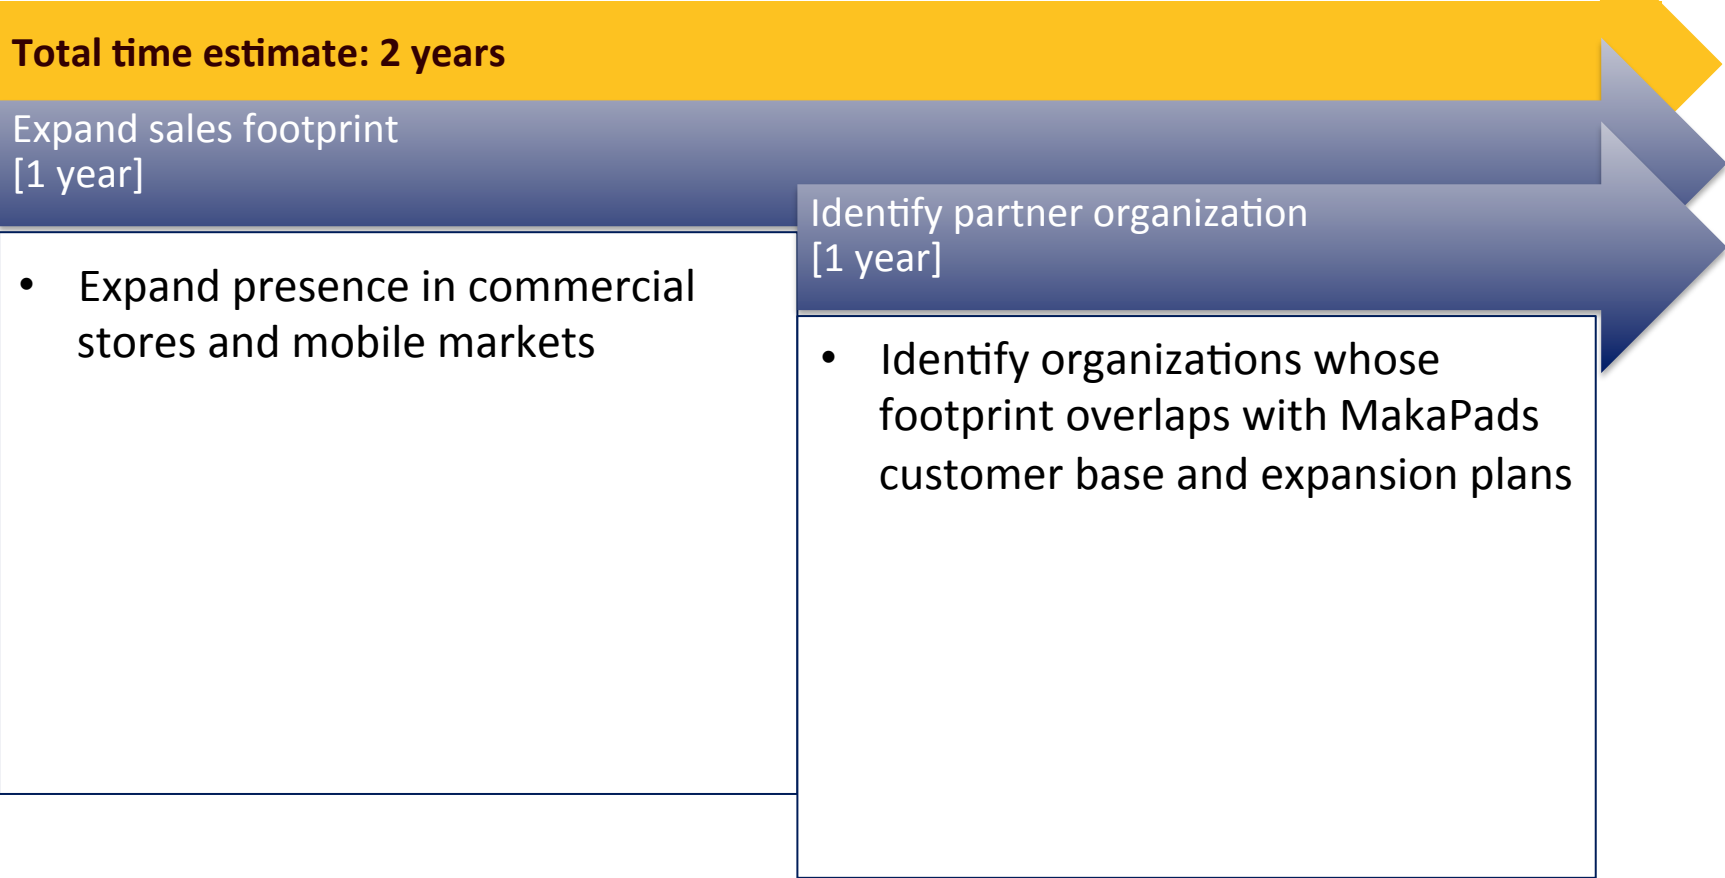 Total time estimate: 2 years
Expand sales footprint
[1 year]
• Expand presence in commercial
stores and mobile markets
Identify partner organization
[1 year]
• Identify organizations whose
footprint overlaps with MakaPads
customer base and expansion plans